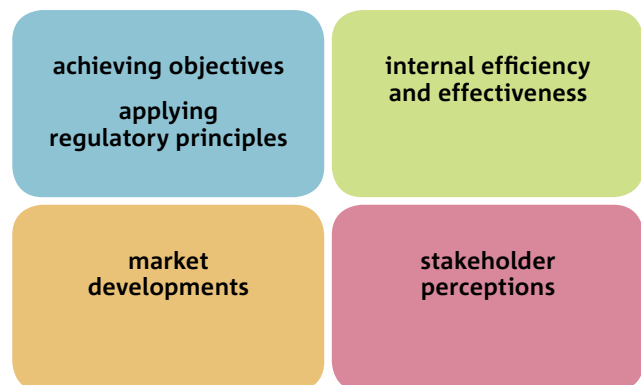 achieving objectives
applying
regulatory principles
internal efficiency
and effectiveness
market
developments
stakeholder
perceptions